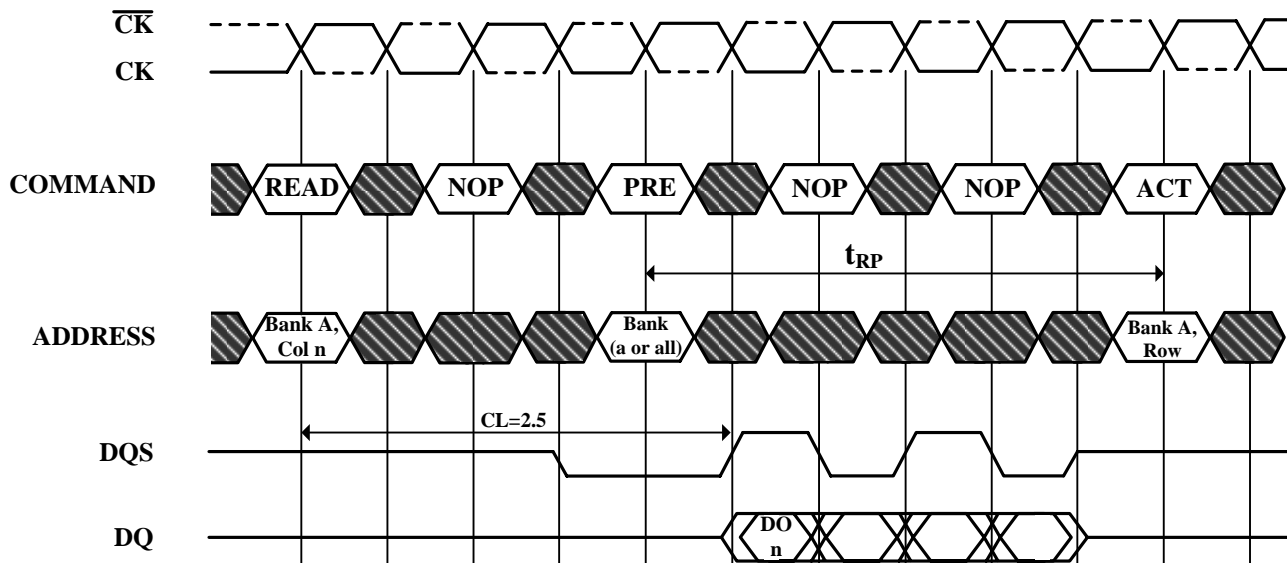 CK
CK
COMMAND
READ
NOP
PRE
NOP
NOP
ACT
tRP
ADDRESS
Bank A,
Col n
Bank
(a or all)
Bank A,
Row
CL=2.5
DQS
DQ
DO
n